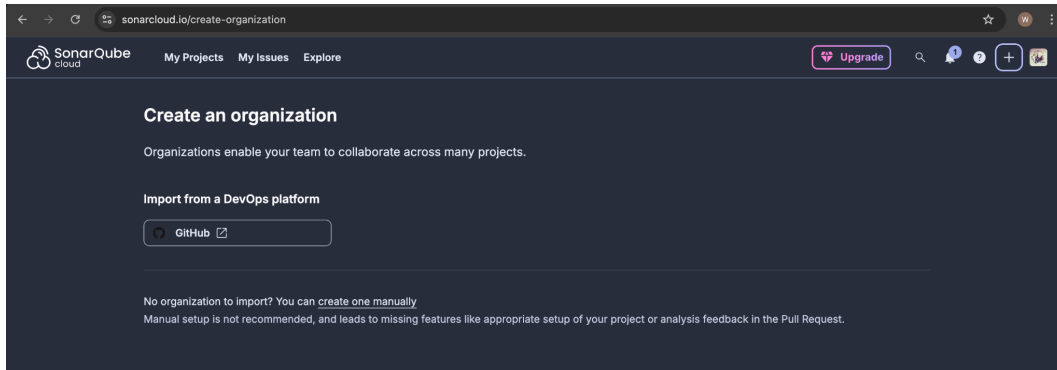 sonarcloud.io/create-organization
W
SonarQube
cloud
My Projects My Issues Explore
Upgrade
1
?
Create an organization
Organizations enable your team to collaborate across many projects.
Import from a DevOps platform
GitHub
No organization to import? You can create one manually
Manual setup is not recommended, and leads to missing features like appropriate setup of your project or analysis feedback in the Pull Request.